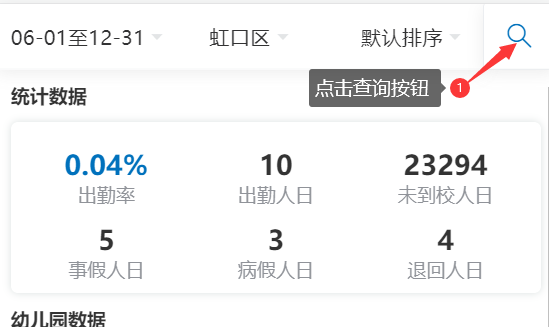 06-01至12-31 虹口区 默认排序
点击查询按钮 1
统计数据
0.04% 10 23294
出勤率 出勤人日 未到校人日
5 3 4
事假人日 病假人日 退回人日
幼儿园数据